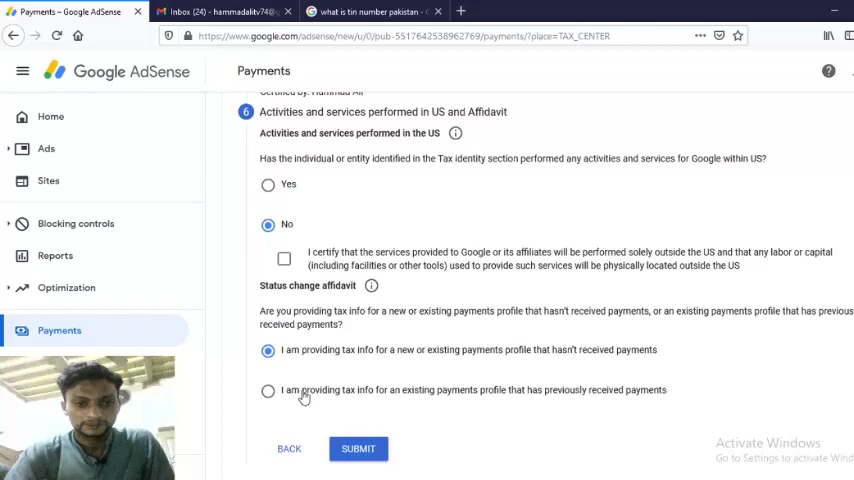 Payments – Google AdSense
Inbox (24) - hammadalitv74@g
what is tin number pakistan - G
https://www.google.com/adsense/new/u/0/pub-5517642538962769/payments/?place=TAX_CENTER
Google AdSense
Payments
Home
Ads
Sites
Blocking controls
Reports
Optimization
Payments
Certified by: Hammad Ali
6 Activities and services performed in US and Affidavit
Activities and services performed in the US
Has the individual or entity identified in the Tax identity section performed any activities and services for Google within US?
Yes
No
I certify that the services provided to Google or its affiliates will be performed solely outside the US and that any labor or capital
(including facilities or other tools) used to provide such services will be physically located outside the US
Status change affidavit
Are you providing tax info for a new or existing payments profile that hasn't received payments, or an existing payments profile that has previous
received payments?
I am providing tax info for a new or existing payments profile that hasn't received payments
I am providing tax info for an existing payments profile that has previously received payments
BACK
SUBMIT
Activate Windows
Go to Settings to activate Wind